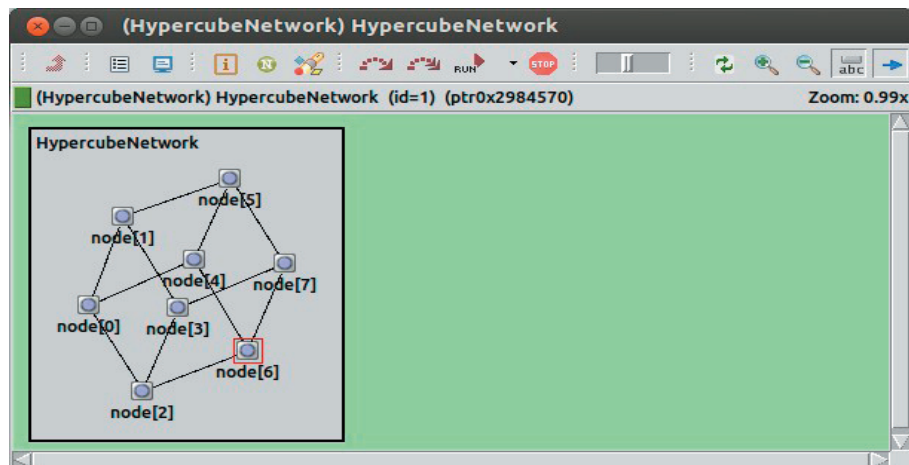 (HypercubeNetwork) HypercubeNetwork
i N RUN STOP abc
(HypercubeNetwork) HypercubeNetwork (id=1) (ptr0x2984570) Zoom: 0.99x
HypercubeNetwork
node[5]
node[1]
node[4]
node[7]
node[0]
node[3]
node[6]
node[2]